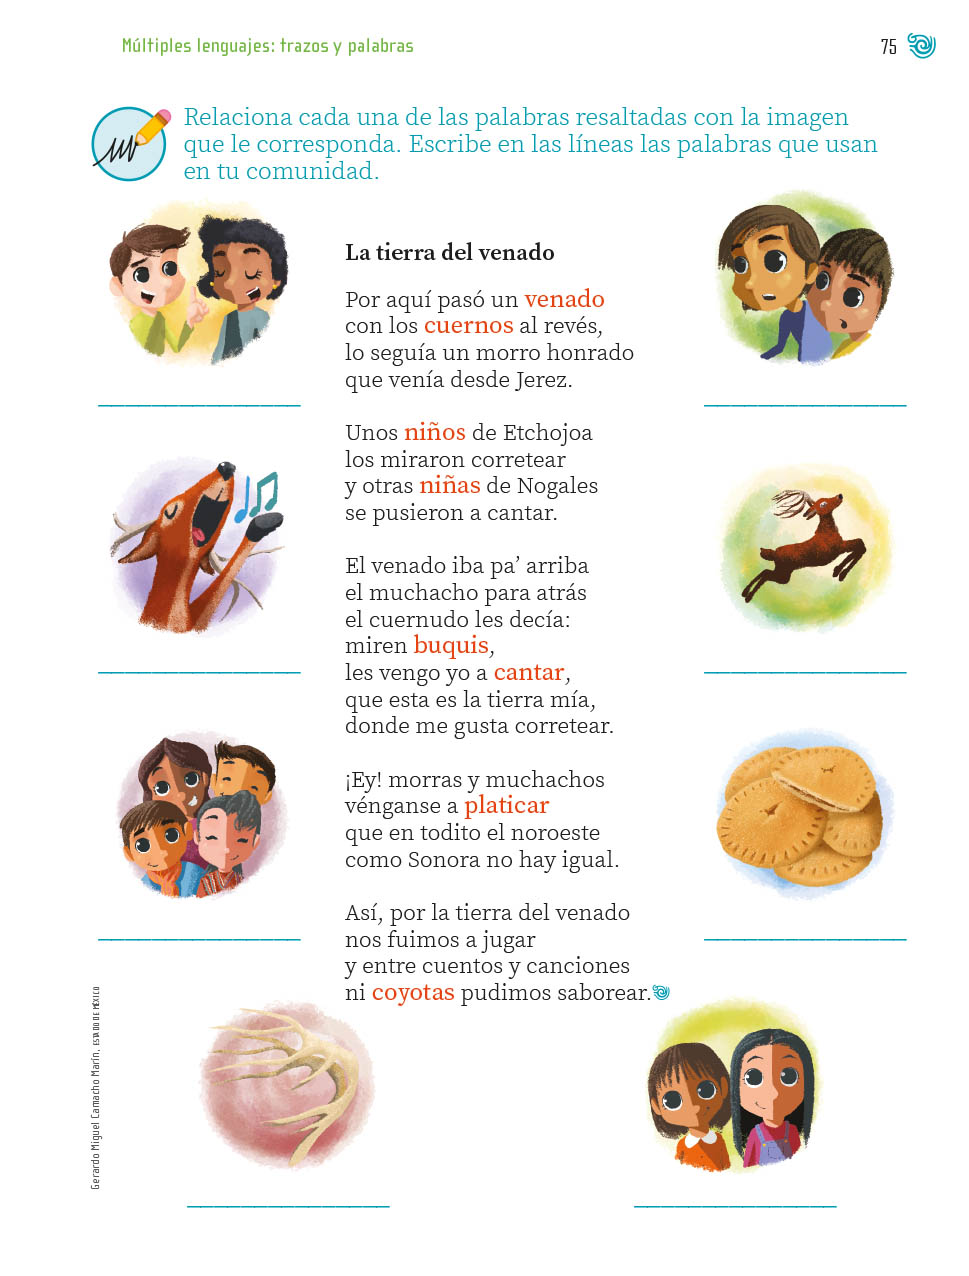 Múltiples lenguajes: trazos y palabras
75
Relaciona cada una de las palabras resaltadas con la imagen
que le corresponda. Escribe en las líneas las palabras que usan
en tu comunidad.
La tierra del venado
Por aquí pasó un venado
con los cuernos al revés,
lo seguía un morro honrado
que venía desde Jerez.
Unos niños de Etchojoa
los miraron corretear
y otras niñas de Nogales
se pusieron a cantar.
El venado iba pa’ arriba
el muchacho para atrás
el cuernudo les decía:
miren buquis,
les vengo yo a cantar,
que esta es la tierra mía,
donde me gusta corretear.
¡Ey! morras y muchachos
vénganse a platicar
que en todito el noroeste
como Sonora no hay igual.
Así, por la tierra del venado
nos fuimos a jugar
y entre cuentos y canciones
ni coyotas pudimos saborear.
Gerardo Miguel Camacho Marín, ESTADO DE MÉXICO